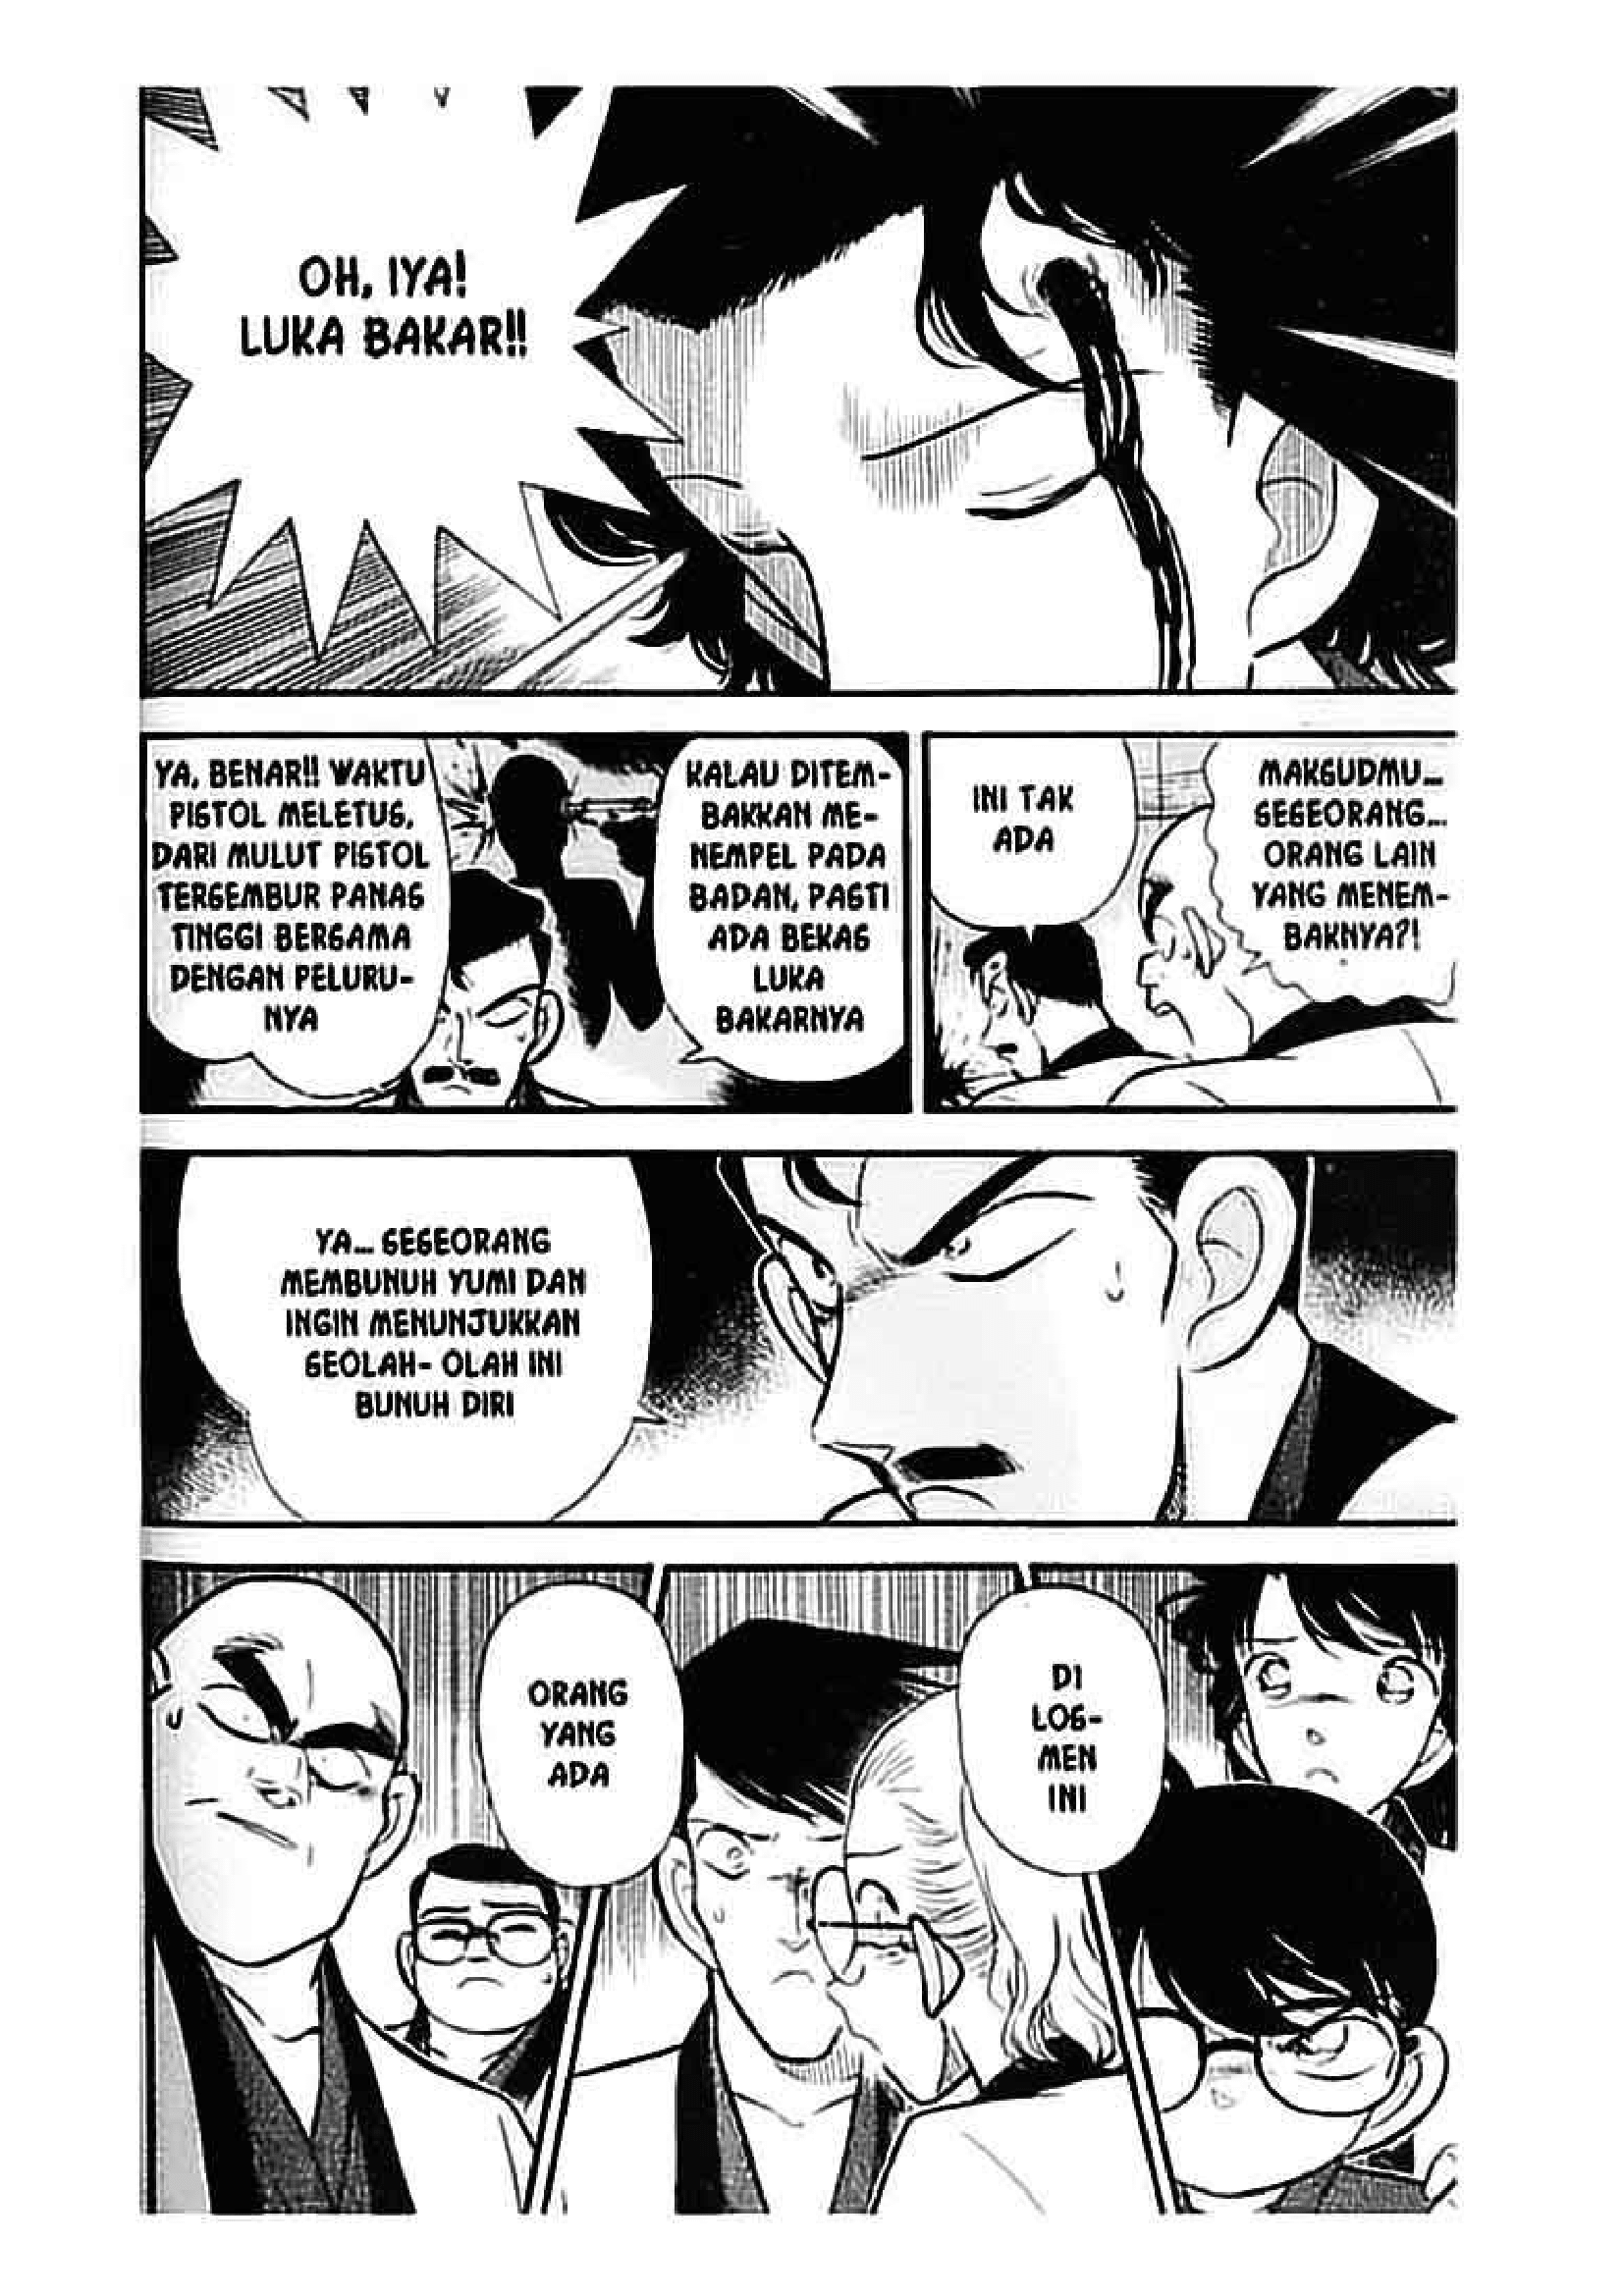 OH, IYA!
LUKA BAKAR!!
YA, BENAR!! WAKTU
PISTOL MELETUS,
DARI MULUT PISTOL
TERSEMBUR PANAS
TINGGI BERSAMA
DENGAN PELURU-
NYA
KALAU DITEM-
BAKKAN ME-
NEMPEL PADA
BADAN, PASTI
ADA BEKAS
LUKA
BAKARNYA
INI TAK
ADA
MAKSUDMU...
SESEORANG...
ORANG LAIN
YANG MENEM-
BAKNYA?!
YA... SESEORANG
MEMBUNUH YUMI DAN
INGIN MENUNJUKKAN
SEOLAH- OLAH INI
BUNUH DIRI
ORANG
YANG
ADA
DI
LOS-
MEN
INI